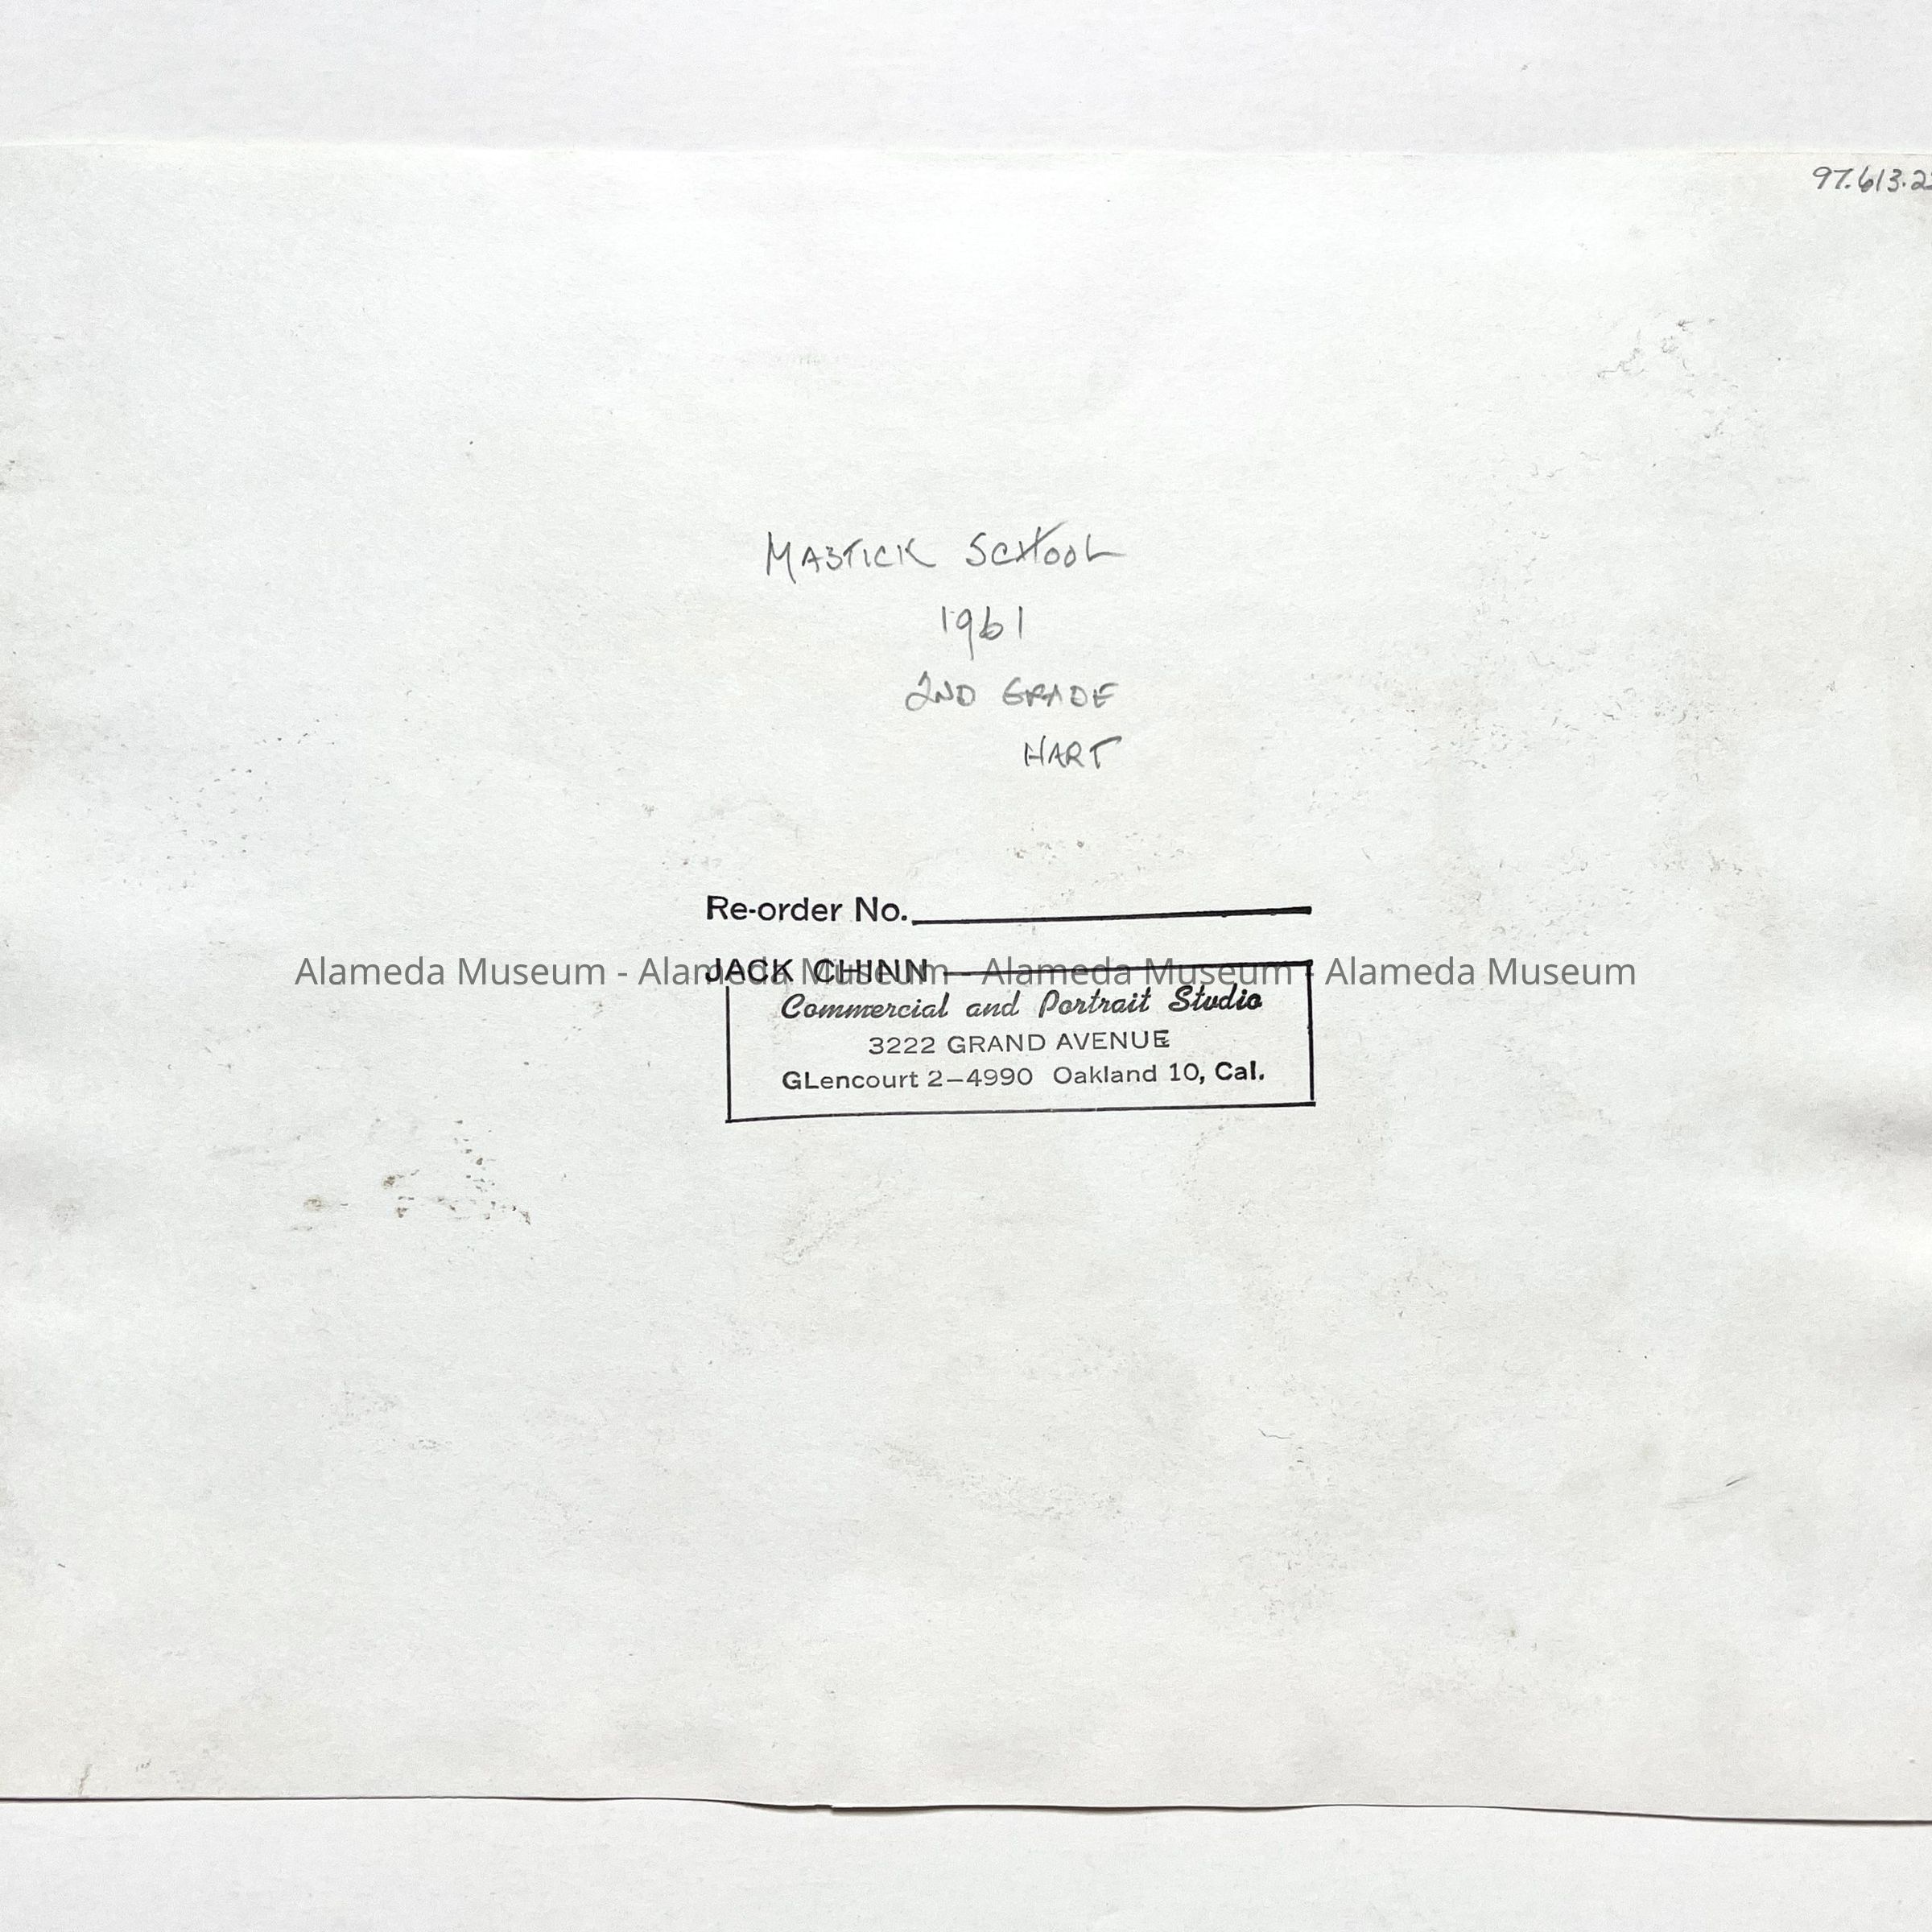 97.613.22
MASTICK SCHOOL
1961
2ND GRADE
HART
Re-order No.
JACK CHINN
Alameda Museum - Alameda Museum - Alameda Museum - Alameda Museum
Commercial and Portrait Studio
3222 GRAND AVENUE
GLencourt 2-4990 Oakland 10, Cal.